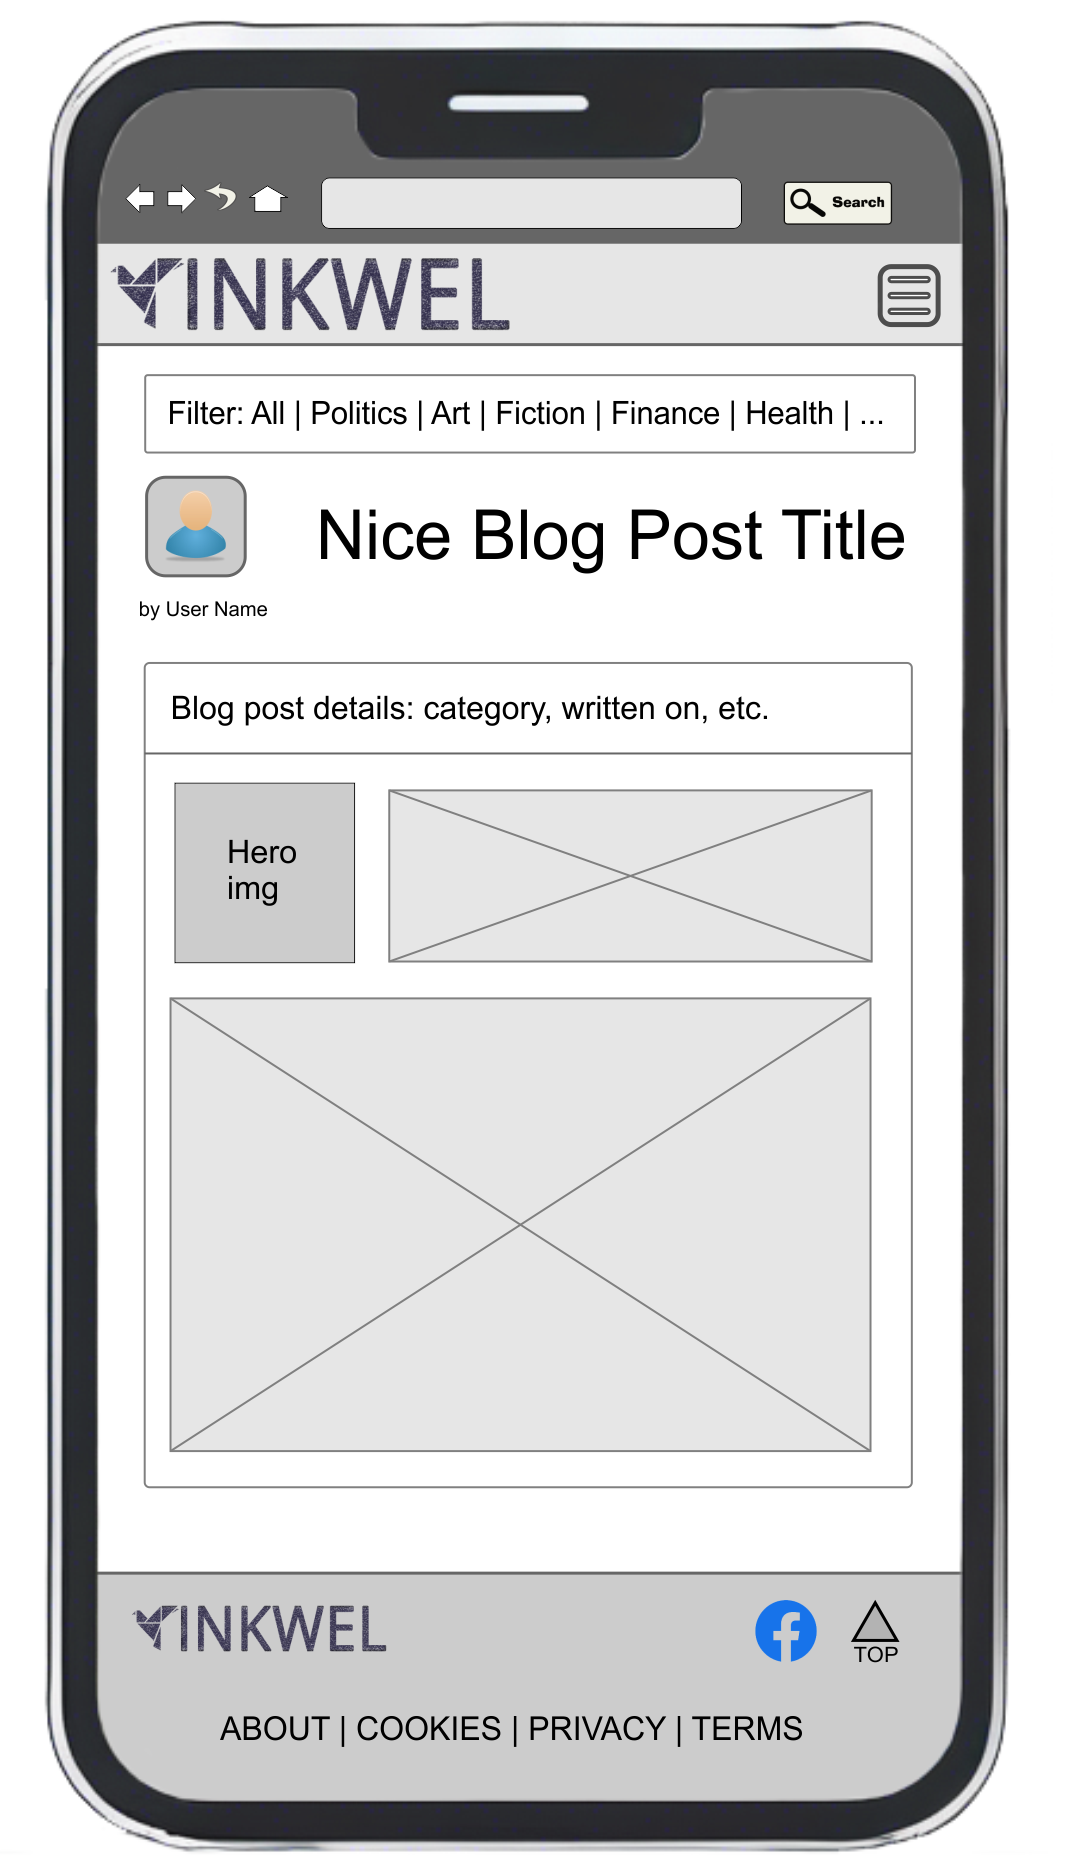 Search
INKWEL
Filter: All | Politics | Art | Fiction | Finance | Health | ...
Nice Blog Post Title
by User Name
Blog post details: category, written on, etc.
Hero
img
INKWEL
TOP
ABOUT | COOKIES | PRIVACY | TERMS